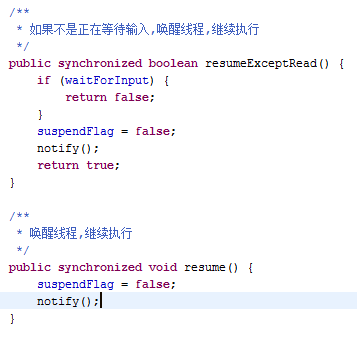 /**
 * 如果不是正在等待输入,唤醒线程,继续执行
 */
public synchronized boolean resumeExceptRead() {
    if (waitForInput) {
        return false;
    }
    suspendFlag = false;
    notify();
    return true;
}

/**
 * 唤醒线程,继续执行
 */
public synchronized void resume() {
    suspendFlag = false;
    notify();
}